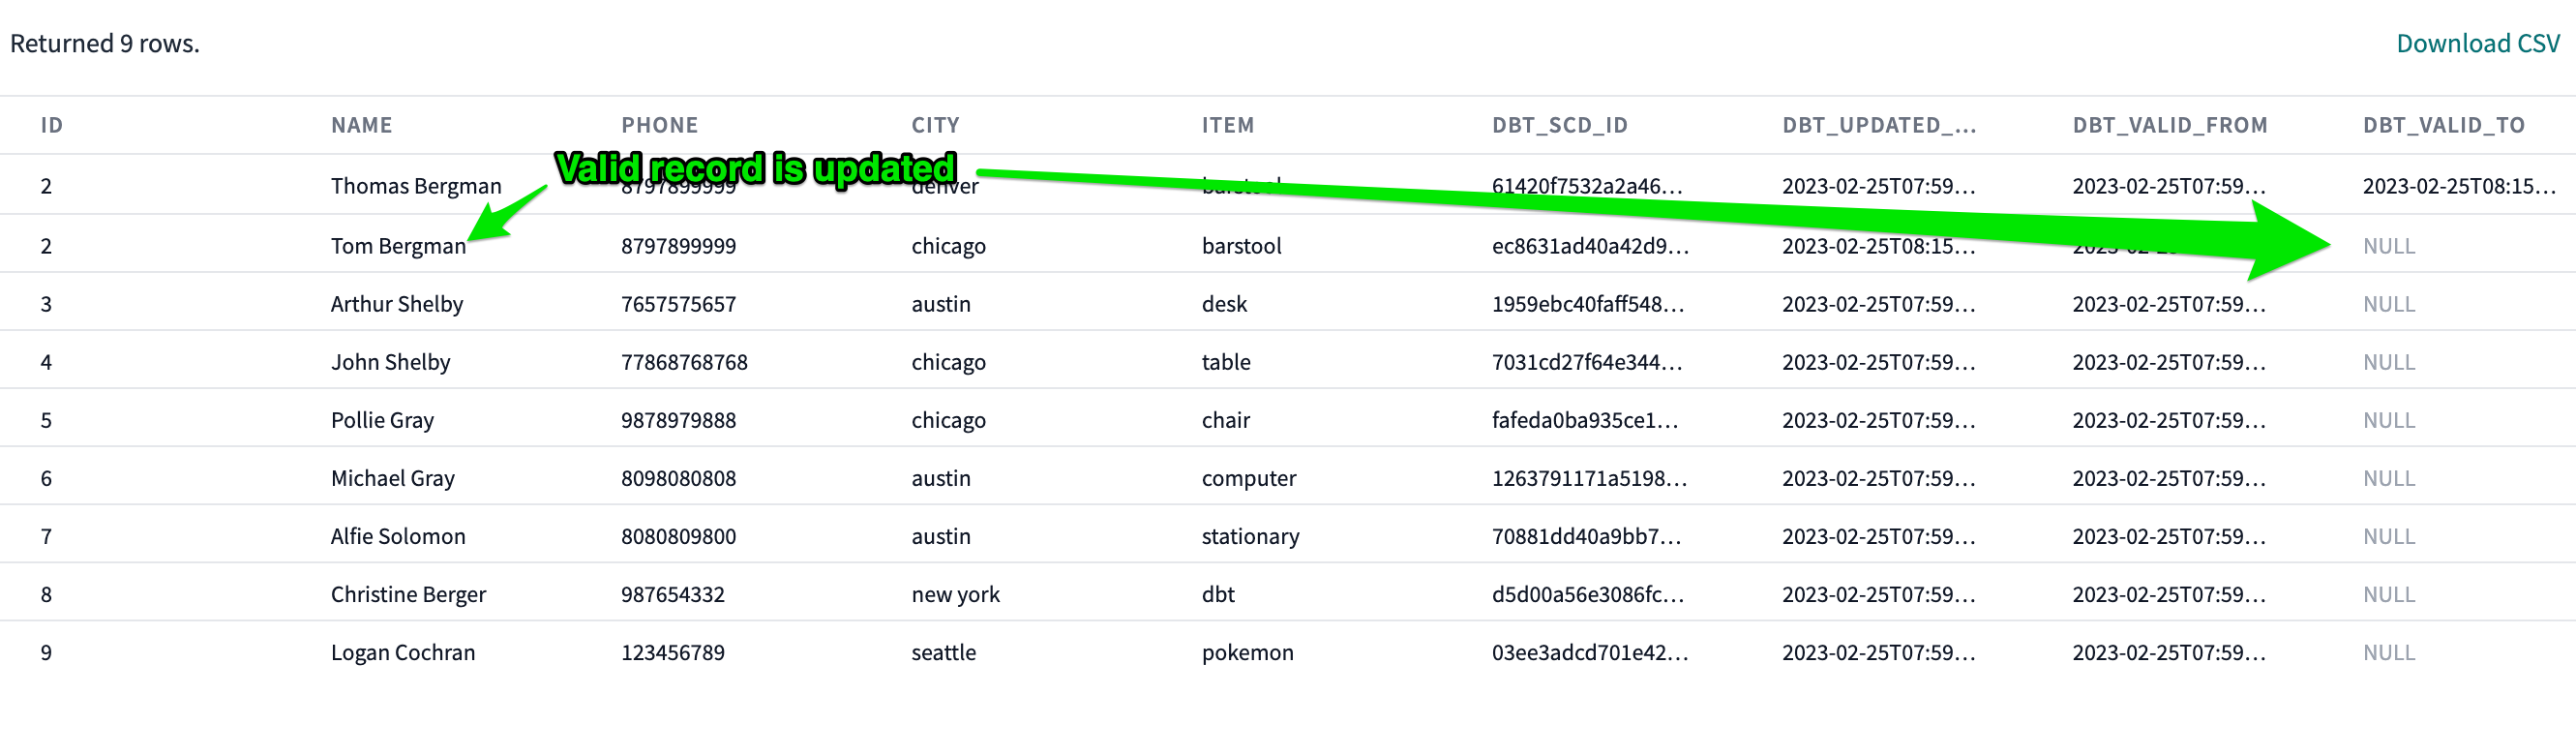 Returned 9 rows. Download CSV
ID NAME PHONE CITY ITEM DBT_SCD_ID DBT_UPDATED_... DBT_VALID_FROM DBT_VALID_TO
Valid record is updated
2 Thomas Bergman 8797899999 denver barstool 61420f7532a2a46... 2023-02-25T07:59... 2023-02-25T07:59... 2023-02-25T08:15...
2 Tom Bergman 8797899999 chicago barstool ec8631ad40a42d9... 2023-02-25T08:15... NULL
3 Arthur Shelby 7657575657 austin desk 1959ebc40faff548... 2023-02-25T07:59... 2023-02-25T07:59... NULL
4 John Shelby 77868768768 chicago table 7031cd27f64e344... 2023-02-25T07:59... 2023-02-25T07:59... NULL
5 Pollie Gray 9878979888 chicago chair fafeda0ba935ce1... 2023-02-25T07:59... 2023-02-25T07:59... NULL
6 Michael Gray 8098080808 austin computer 1263791171a5198... 2023-02-25T07:59... 2023-02-25T07:59... NULL
7 Alfie Solomon 8080809800 austin stationary 70881dd40a9bb7... 2023-02-25T07:59... 2023-02-25T07:59... NULL
8 Christine Berger 987654332 new york dbt d5d00a56e3086fc... 2023-02-25T07:59... 2023-02-25T07:59... NULL
9 Logan Cochran 123456789 seattle pokemon 03ee3adcd701e42... 2023-02-25T07:59... 2023-02-25T07:59... NULL